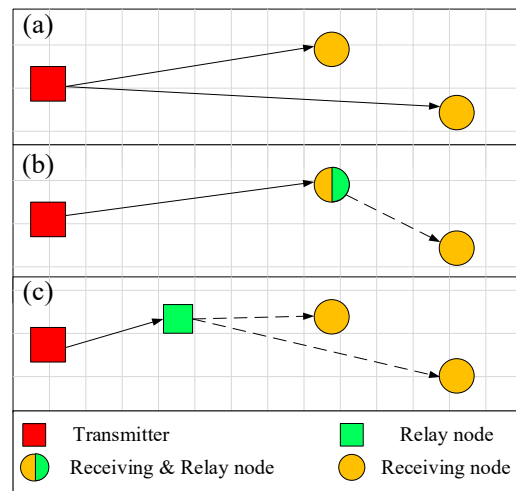 (a)
(b)
(c)
Transmitter
Relay node
Receiving & Relay node
Receiving node